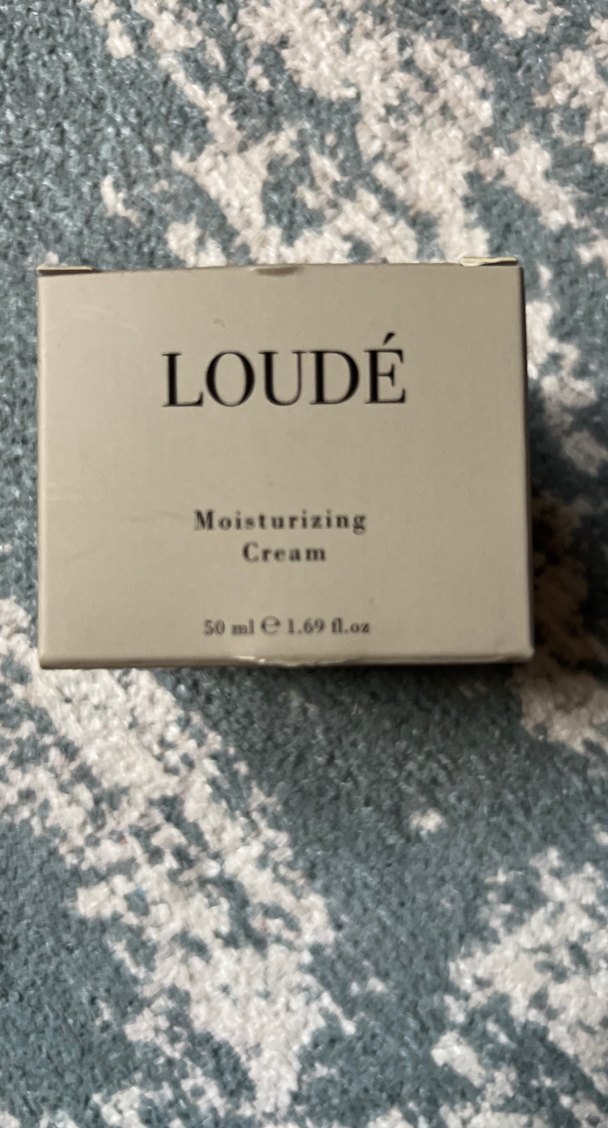 LOUDÉ
Moisturizing
Cream
50 ml ℮ 1.69 fl.oz